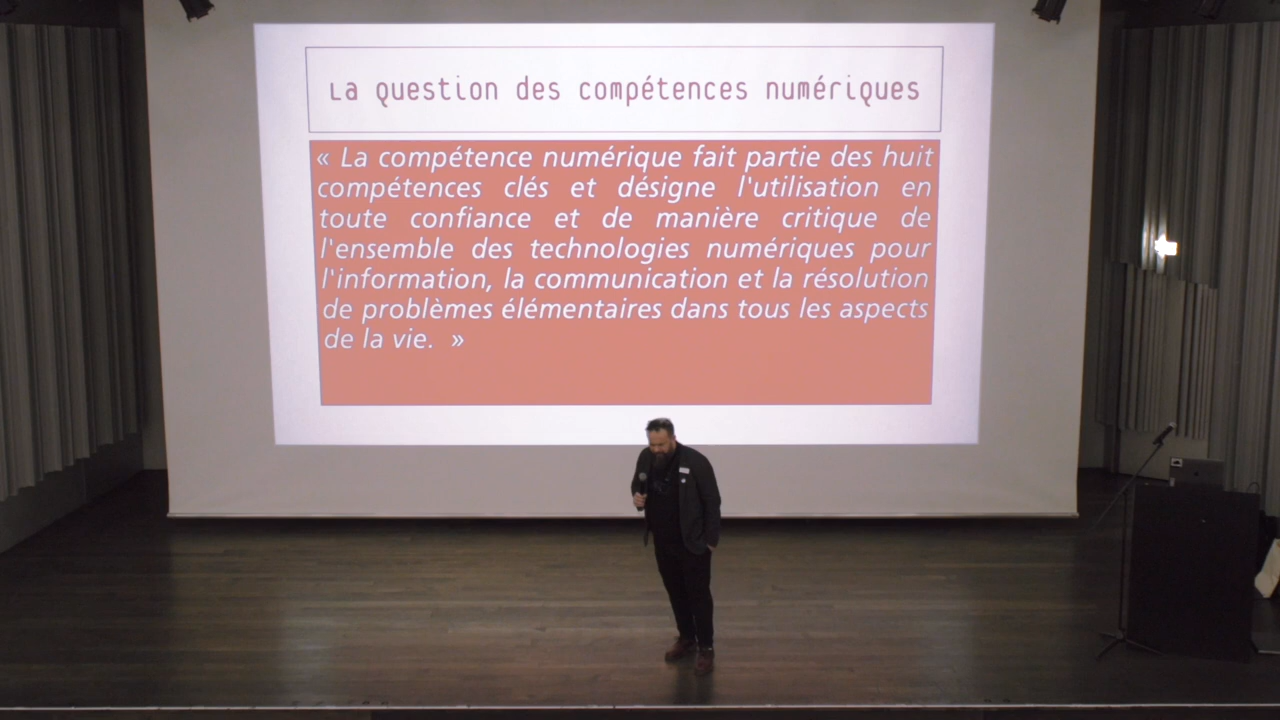 La question des compétences numériques
« La compétence numérique fait partie des huit
compétences clés et désigne l'utilisation en
toute confiance et de manière critique de
l'ensemble des technologies numériques pour
l'information, la communication et la résolution
de problèmes élémentaires dans tous les aspects
de la vie. »